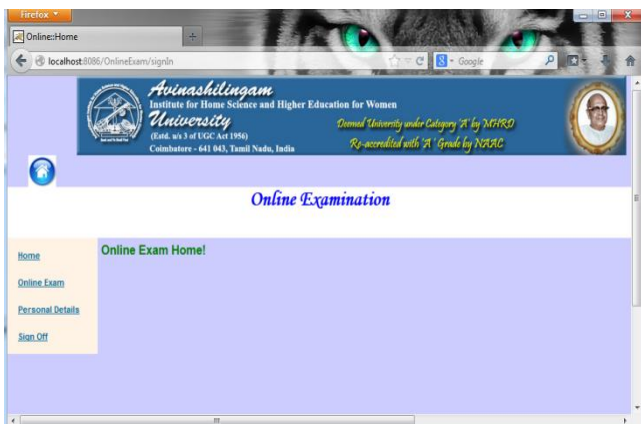 Firefox
Online::Home
localhost:8086/OnlineExam/signIn
Google
Avinashilingam
Institute for Home Science and Higher Education for Women
University
(Estd. u/s 3 of UGC Act 1956)
Coimbatore - 641 043, Tamil Nadu, India
Deemed University under Category 'A' by MHRD
Re-accredited with 'A' Grade by NAAC
Online Examination
Home
Online Exam
Personal Details
Sign Off
Online Exam Home!